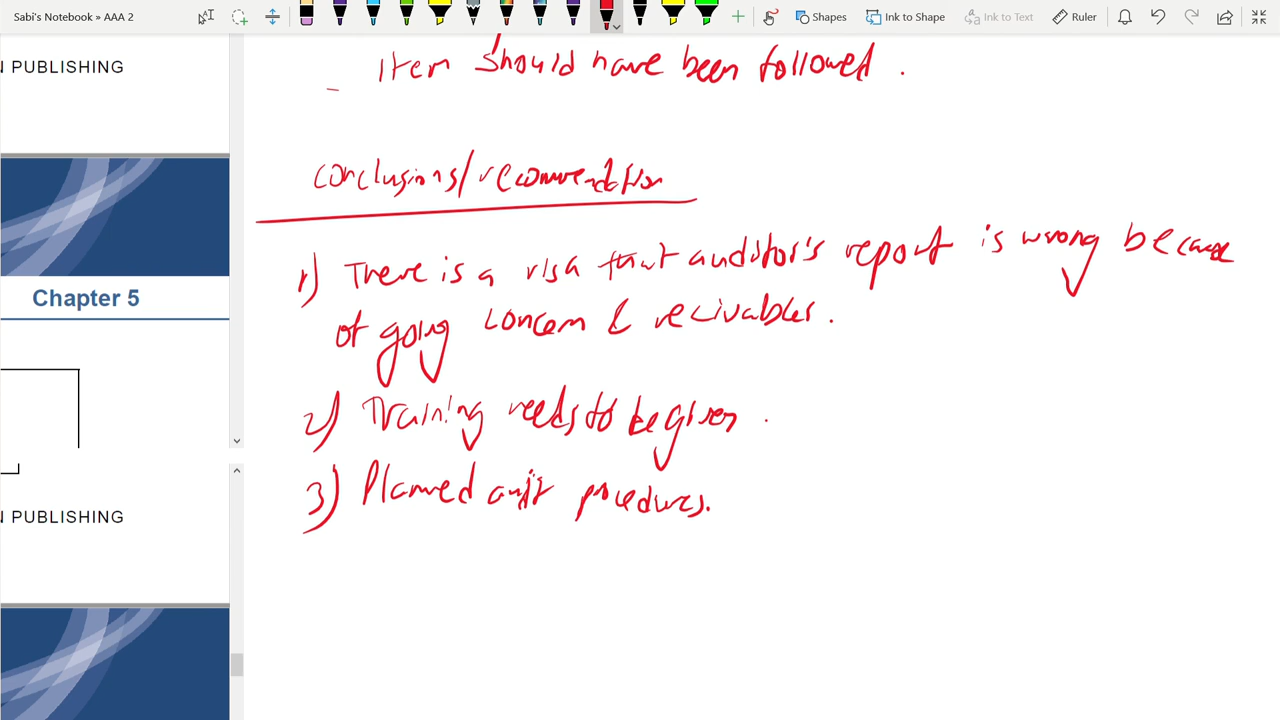 Sabi's Notebook » AAA 2
Shapes
Ink to Shape
Ink to Text
Ruler
N PUBLISHING
Chapter 5
N PUBLISHING
item should have been followed.
conclusions/recommendation
1) There is a risk that auditor's report is wrong because
of going concern & recivables.
2) Training needs to be given.
3) Planned audit procedures.